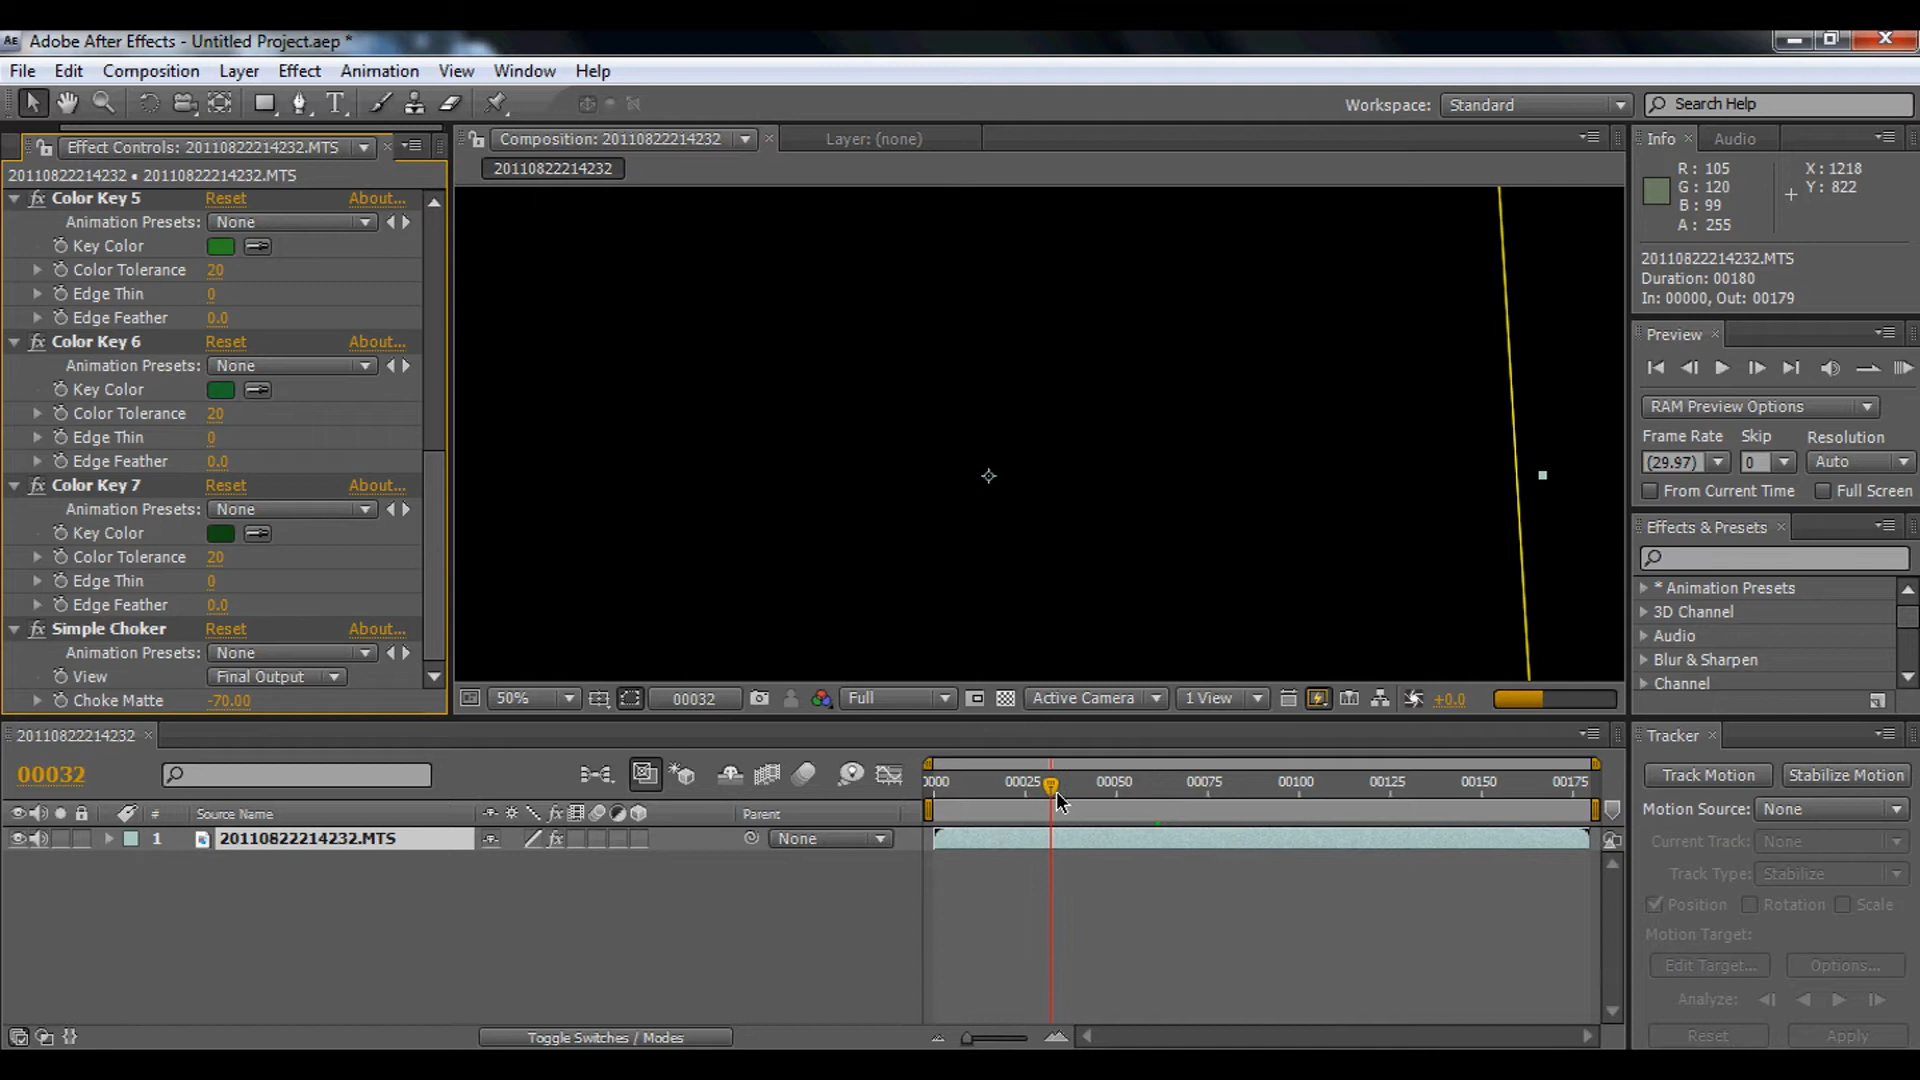 Adobe After Effects - Untitled Project.aep *
File Edit Composition Layer Effect Animation View Window Help
Workspace: Standard Search Help
Effect Controls: 20110822214232.MTS
20110822214232 • 20110822214232.MTS
Color Key 5 Reset About...
Animation Presets: None
Key Color
Color Tolerance 20
Edge Thin 0
Edge Feather 0.0
Color Key 6 Reset About...
Animation Presets: None
Key Color
Color Tolerance 20
Edge Thin 0
Edge Feather 0.0
Color Key 7 Reset About...
Animation Presets: None
Key Color
Color Tolerance 20
Edge Thin 0
Edge Feather 0.0
Simple Choker Reset About...
Animation Presets: None
View Final Output
Choke Matte -70.00
Composition: 20110822214232 Layer: (none)
20110822214232
50% 00032 Full Active Camera 1 View +0.0
Info Audio
R: 105 X: 1218
G: 120 Y: 822
B: 99
A: 255
20110822214232.MTS
Duration: 00180
In: 00000, Out: 00179
Preview
RAM Preview Options
Frame Rate Skip Resolution
(29.97) 0 Auto
From Current Time Full Screen
Effects & Presets
* Animation Presets
3D Channel
Audio
Blur & Sharpen
Channel
20110822214232
00032
0000 00025 00050 00075 00100 00125 00150 00175
# Source Name fx Parent
1 20110822214232.MTS fx None
Toggle Switches / Modes
Tracker
Track Motion Stabilize Motion
Motion Source: None
Current Track: None
Track Type: Stabilize
Position Rotation Scale
Motion Target:
Edit Target... Options...
Analyze:
Reset Apply